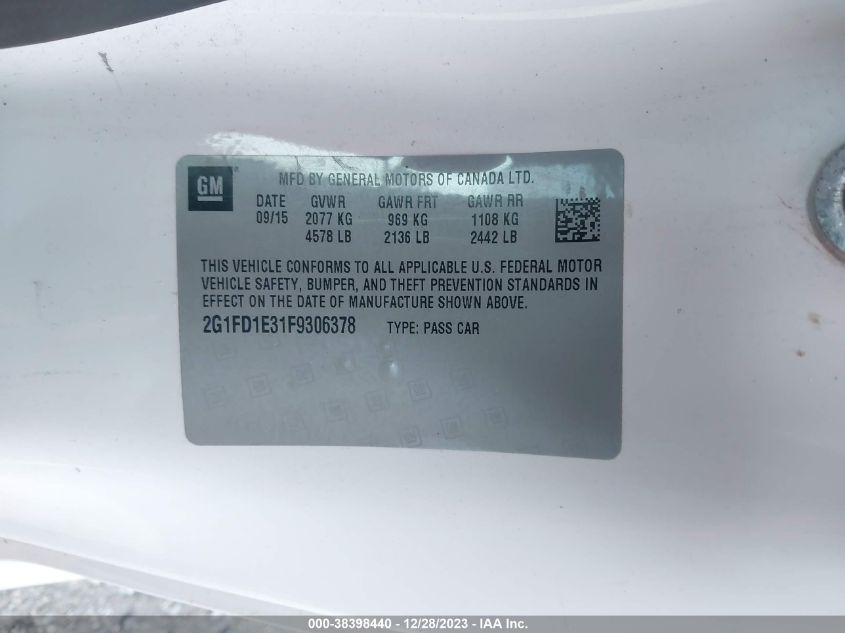 GM
MFD BY GENERAL MOTORS OF CANADA LTD.
DATE GVWR GAWR FRT GAWR RR
09/15 2077 KG 969 KG 1108 KG
4578 LB 2136 LB 2442 LB
THIS VEHICLE CONFORMS TO ALL APPLICABLE U.S. FEDERAL MOTOR
VEHICLE SAFETY, BUMPER, AND THEFT PREVENTION STANDARDS IN
EFFECT ON THE DATE OF MANUFACTURE SHOWN ABOVE.
2G1FD1E31F9306378 TYPE: PASS CAR
000-38398440 - 12/28/2023 - IAA Inc.